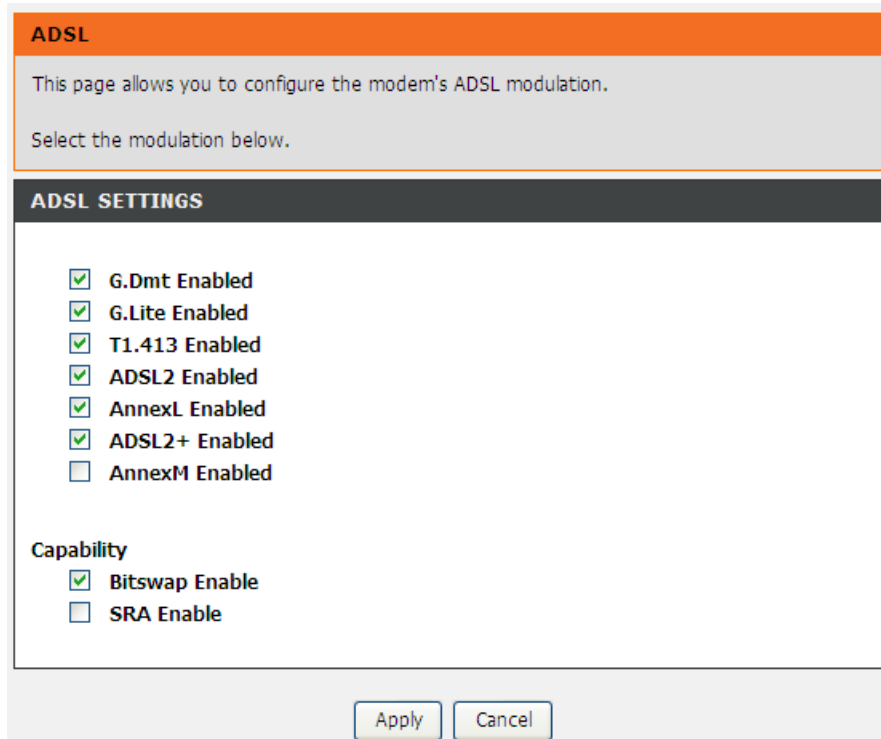 ADSL
This page allows you to configure the modem's ADSL modulation.
Select the modulation below.
ADSL SETTINGS
G.Dmt Enabled
G.Lite Enabled
T1.413 Enabled
ADSL2 Enabled
AnnexL Enabled
ADSL2+ Enabled
AnnexM Enabled
Capability
Bitswap Enable
SRA Enable
Apply Cancel